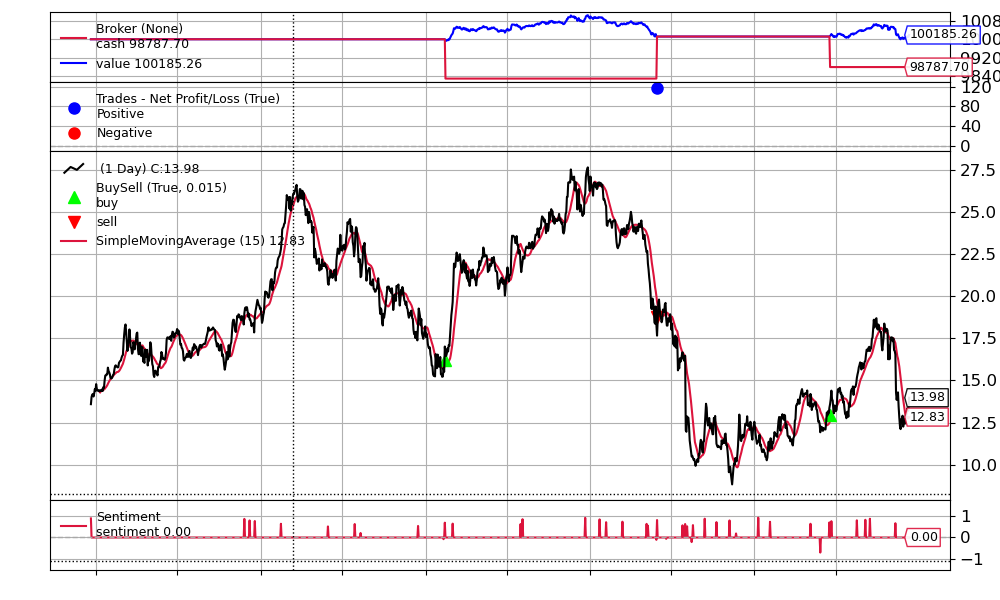 Broker (None)
cash 98787.70
value 100185.26
1008
100185.26
9920
98787.70
9840
Trades - Net Profit/Loss (True)
Positive
Negative
120
80
40
0
(1 Day) C:13.98
BuySell (True, 0.015)
buy
sell
SimpleMovingAverage (15) 12.83
27.5
25.0
22.5
20.0
17.5
15.0
13.98
12.83
12.5
10.0
Sentiment
sentiment 0.00
1
0.00
0
−1